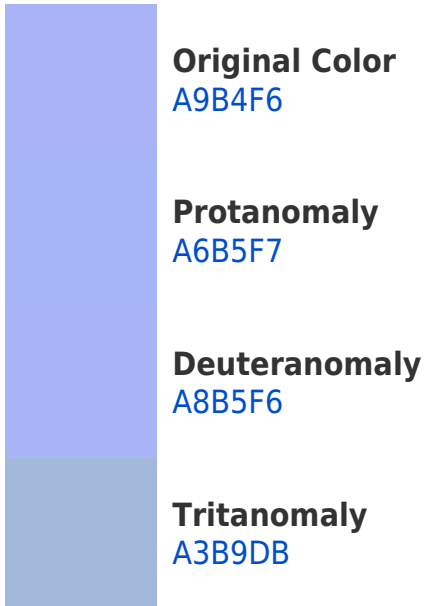 Original Color
A9B4F6
Protanomaly
A6B5F7
Deuteranomaly
A8B5F6
Tritanomaly
A3B9DB